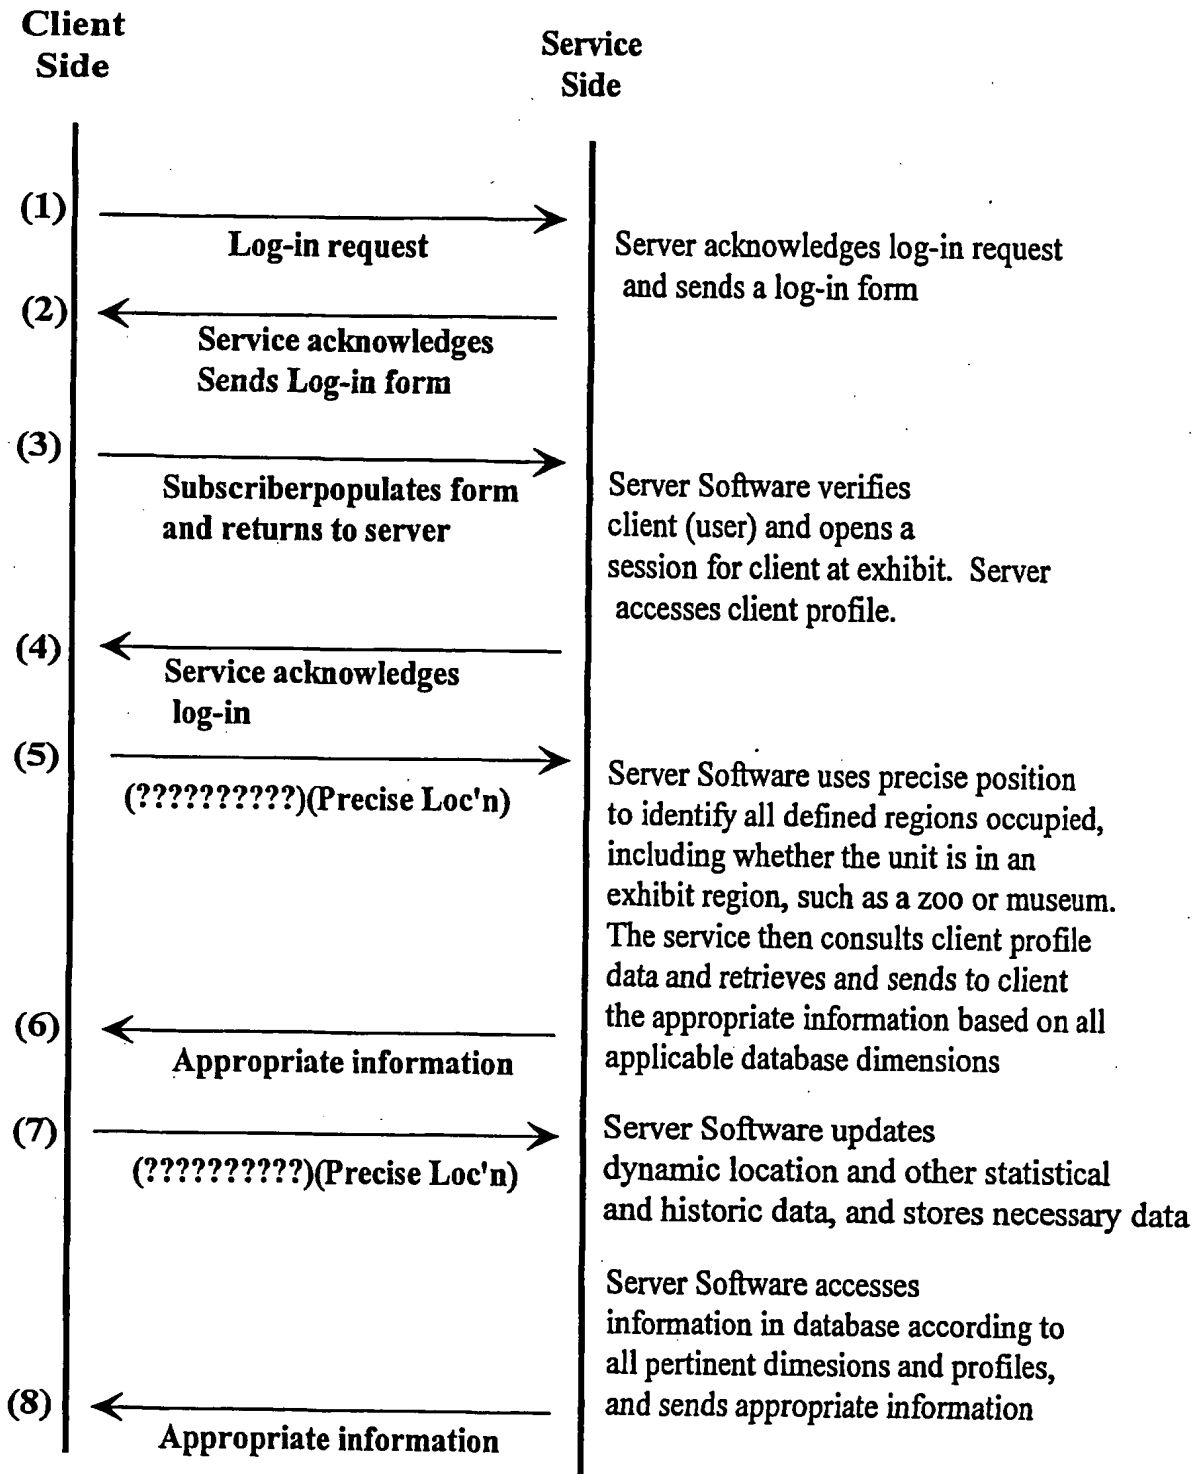 Client
Side
Service
Side
(1)
Log-in request
Server acknowledges log-in request
and sends a log-in form
(2)
Service acknowledges
Sends Log-in form
(3)
Subscriberpopulates form
and returns to server
Server Software verifies
client (user) and opens a
session for client at exhibit. Server
accesses client profile.
(4)
Service acknowledges
log-in
(5)
(??????????)(Precise Loc'n)
Server Software uses precise position
to identify all defined regions occupied,
including whether the unit is in an
exhibit region, such as a zoo or museum.
The service then consults client profile
data and retrieves and sends to client
the appropriate information based on all
applicable database dimensions
(6)
Appropriate information
(7)
(??????????)(Precise Loc'n)
Server Software updates
dynamic location and other statistical
and historic data, and stores necessary data
Server Software accesses
information in database according to
all pertinent dimesions and profiles,
and sends appropriate information
(8)
Appropriate information